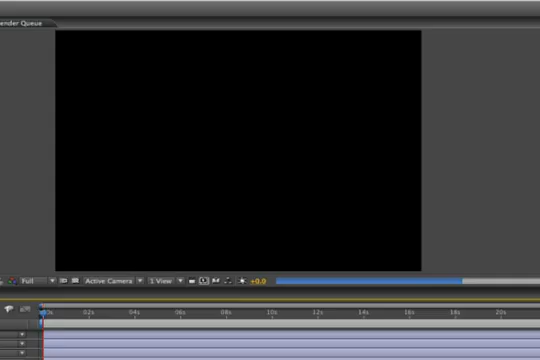 ender Queue
Full Active Camera 1 View +0.0
02s 04s 06s 08s 10s 12s 14s 16s 18s 20s